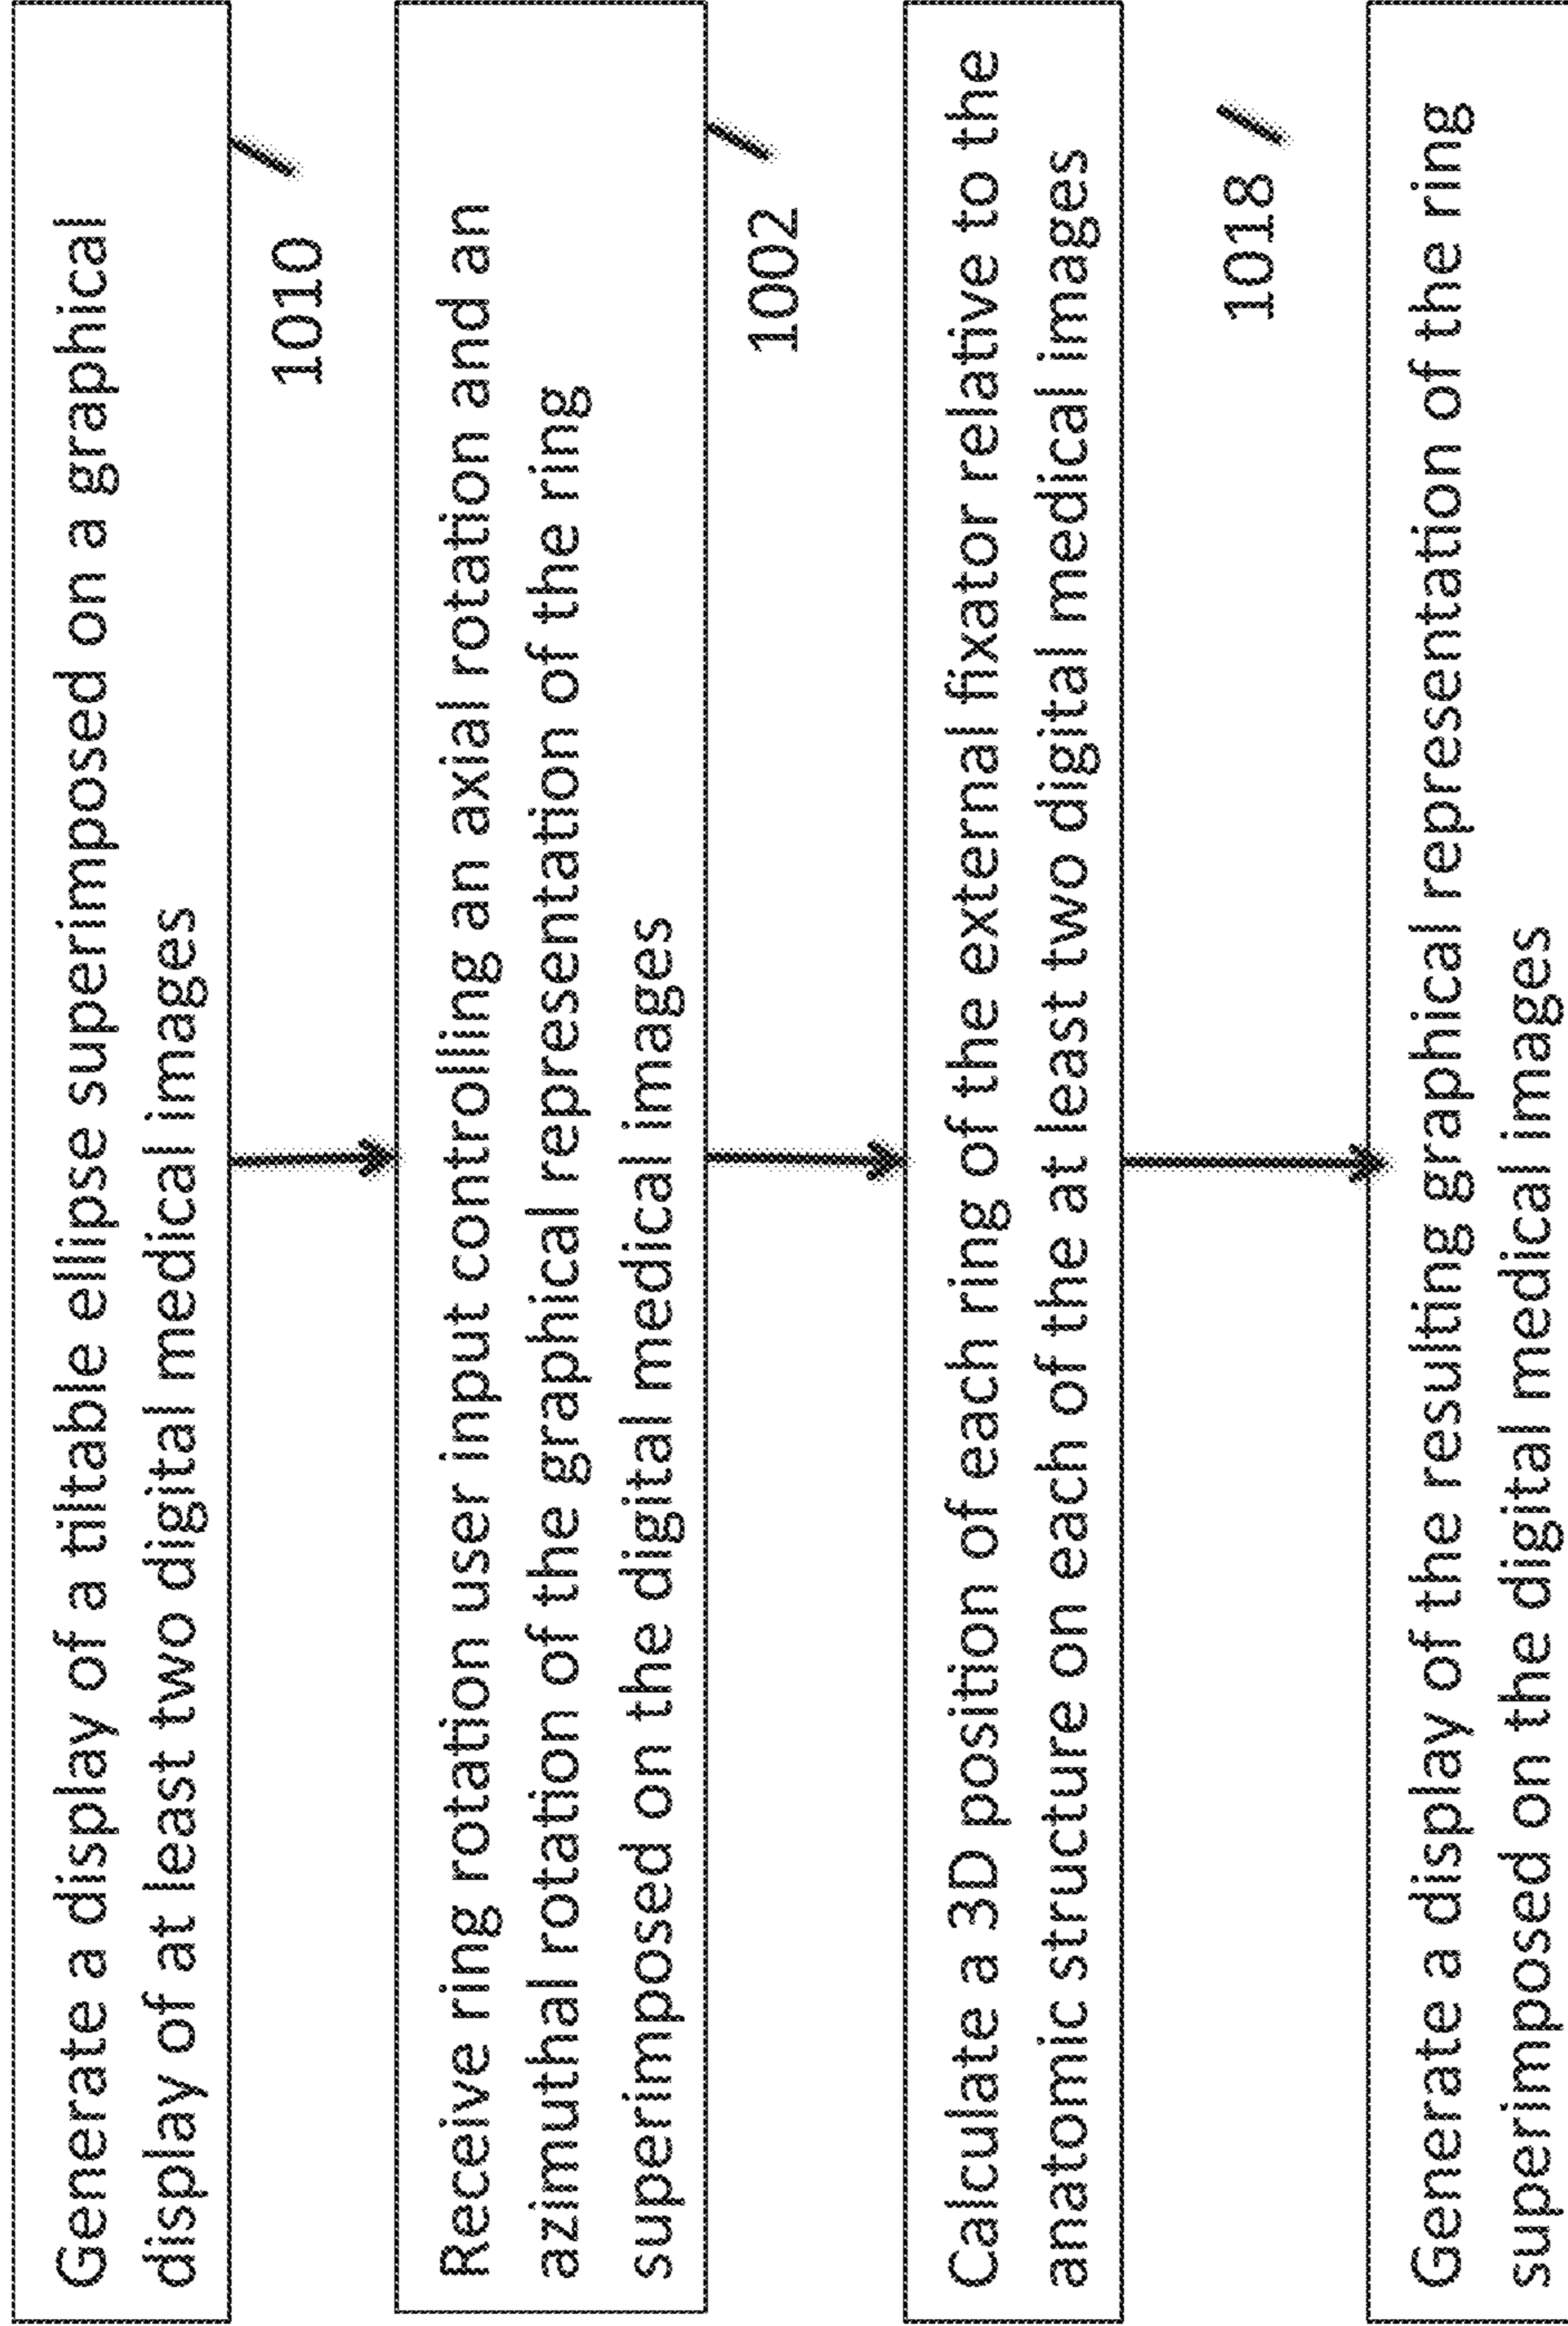 Generate a display of a tiltable ellipse superimposed on a graphical
display of at least two digital medical images
1010
Receive ring rotation user input controlling an axial rotation and an
azimuthal rotation of the graphical representation of the ring
superimposed on the digital medical images
1002
Calculate a 3D position of each ring of the external fixator relative to the
anatomic structure on each of the at least two digital medical images
1018
Generate a display of the resulting graphical representation of the ring
superimposed on the digital medical images